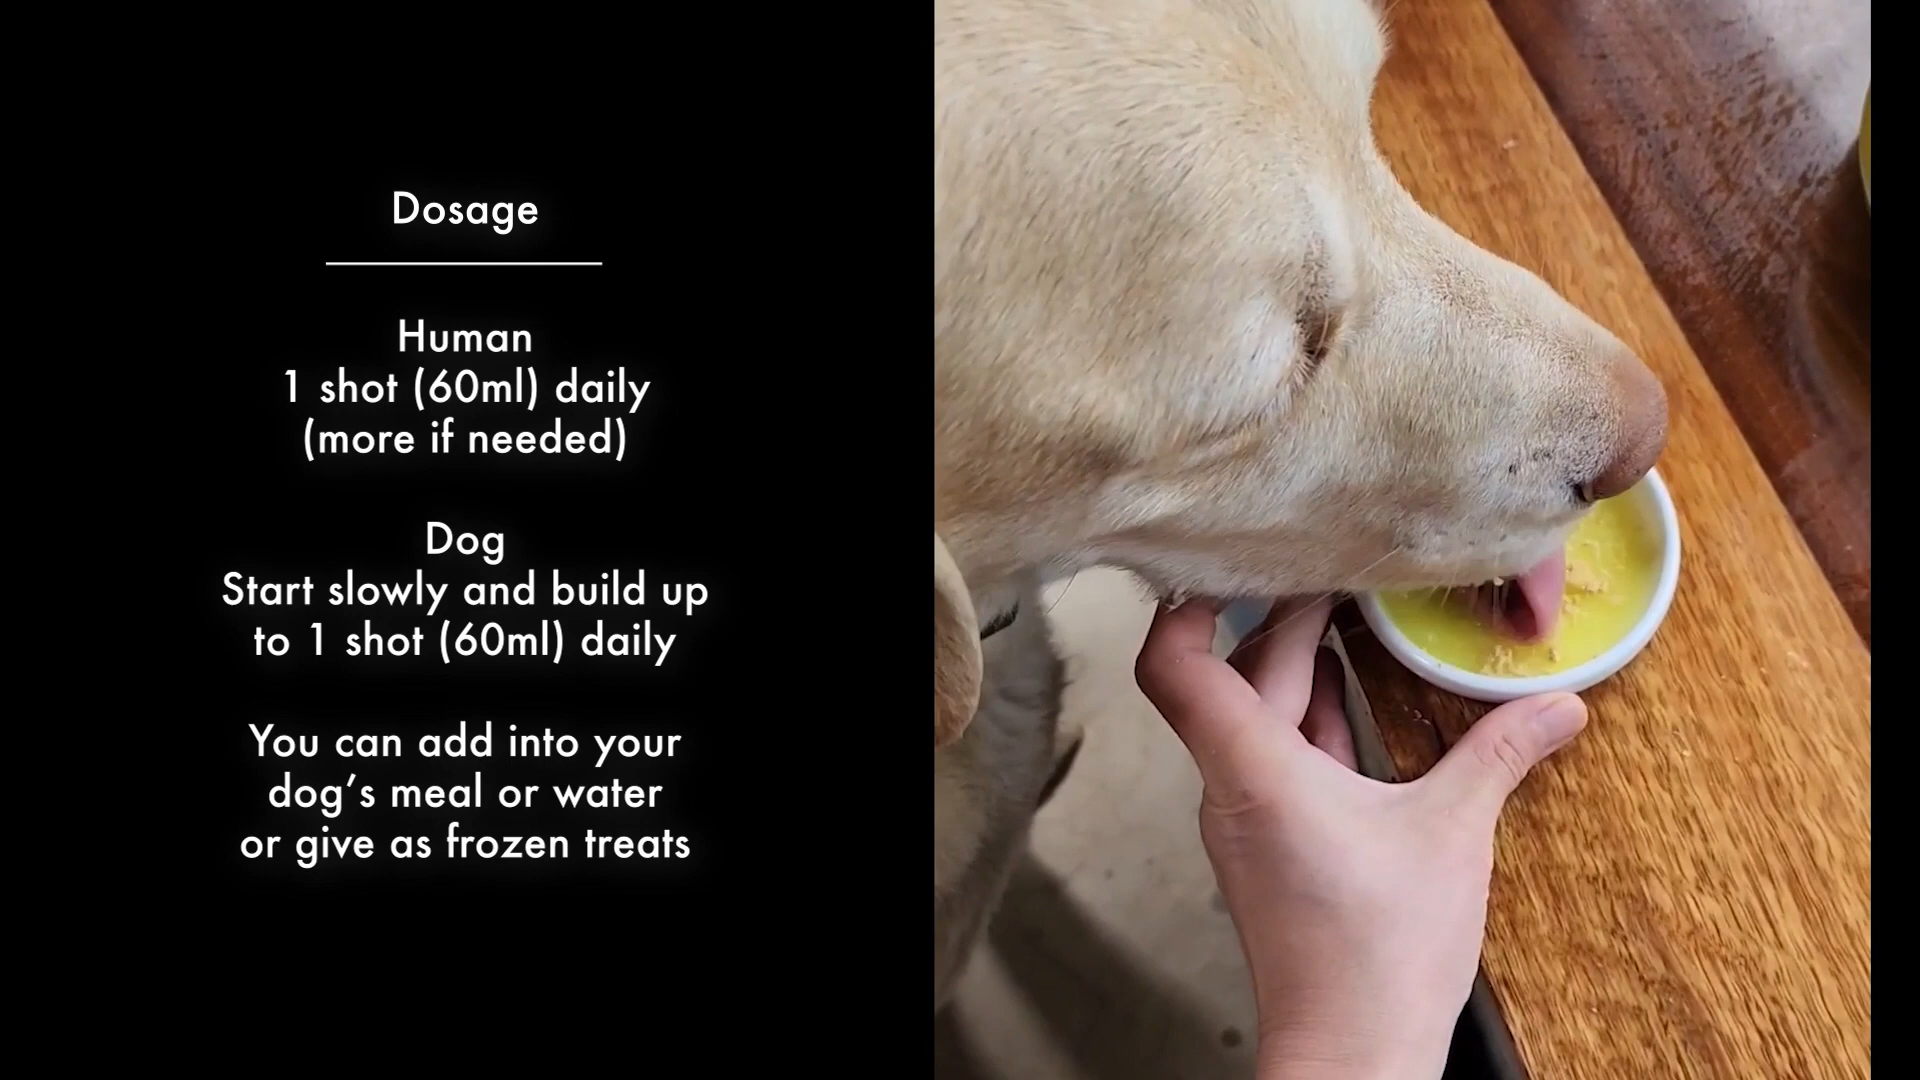 Dosage
Human
1 shot (60ml) daily
(more if needed)
Dog
Start slowly and build up
to 1 shot (60ml) daily
You can add into your
dog’s meal or water
or give as frozen treats